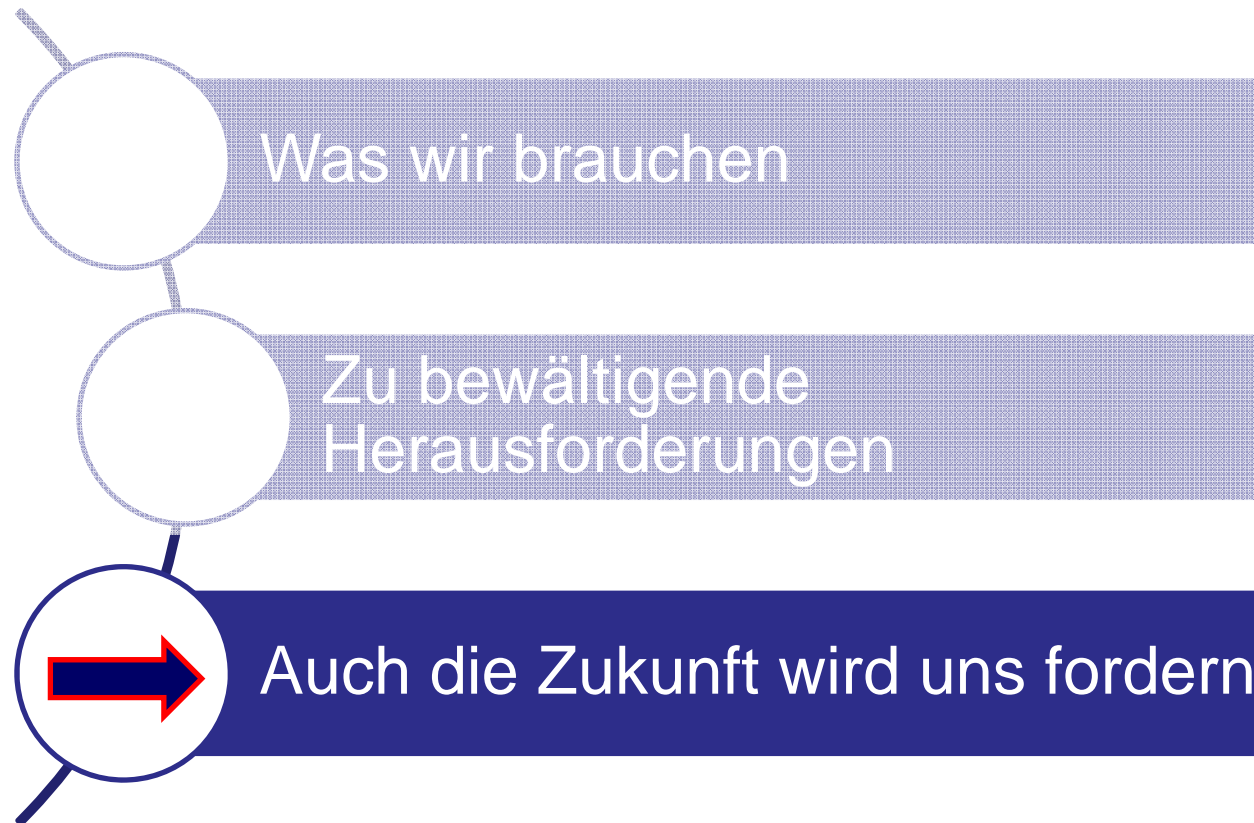 Was wir brauchen
Zu bewältigende
Herausforderungen
Auch die Zukunft wird uns fordern